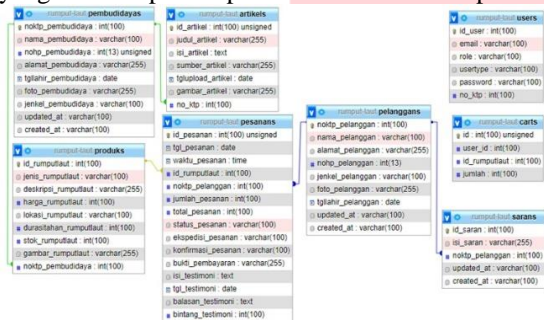 rumput-laut pembudidayas
noktp_pembudidaya : int(100)
nama_pembudidaya : varchar(100)
nohp_pembudidaya : int(13) unsigned
alamat_pembudidaya : varchar(255)
tgllahir_pembudidaya : date
foto_pembudidaya : varchar(255)
jenkel_pembudidaya : varchar(100)
updated_at : varchar(100)
created_at : varchar(100)
rumput-laut artikels
id_artikel : int(100) unsigned
judul_artikel : varchar(255)
isi_artikel : text
sumber_artikel : varchar(255)
tglupload_artikel : date
gambar_artikel : varchar(255)
no_ktp : int(100)
rumput-laut users
id_user : int(100)
email : varchar(100)
role : varchar(100)
usertype : varchar(100)
password : varchar(100)
no_ktp : int(100)
rumput-laut produks
id_rumputlaut : int(100)
jenis_rumputlaut : varchar(100)
deskripsi_rumputlaut : varchar(255)
harga_rumputlaut : int(100)
lokasi_rumputlaut : varchar(100)
durasitahan_rumputlaut : int(100)
stok_rumputlaut : int(100)
gambar_rumputlaut : varchar(255)
noktp_pembudidaya : int(100)
rumput-laut pesanans
id_pesanan : int(100) unsigned
tgl_pesanan : date
waktu_pesanan : time
id_rumputlaut : int(100)
noktp_pelanggan : int(100)
jumlah_pesanan : int(100)
total_pesanan : int(100)
status_pesanan : varchar(100)
ekspedisi_pesanan : varchar(100)
konfirmasi_pesanan : varchar(100)
bukti_pembayaran : varchar(255)
isi_testimoni : text
tgl_testimoni : date
balasan_testimoni : text
bintang_testimoni : int(100)
rumput-laut pelanggans
noktp_pelanggan : int(100)
nama_pelanggan : varchar(100)
alamat_pelanggan : varchar(255)
nohp_pelanggan : int(13)
jenkel_pelanggan : varchar(100)
foto_pelanggan : varchar(255)
tgllahir_pelanggan : date
updated_at : varchar(100)
created_at : varchar(100)
rumput-laut carts
id : int(100) unsigned
user_id : int(100)
id_rumputlaut : int(100)
jumlah : int(100)
rumput-laut sarans
id_saran : int(100)
isi_saran : varchar(255)
noktp_pelanggan : int(100)
updated_at : varchar(100)
created_at : varchar(100)